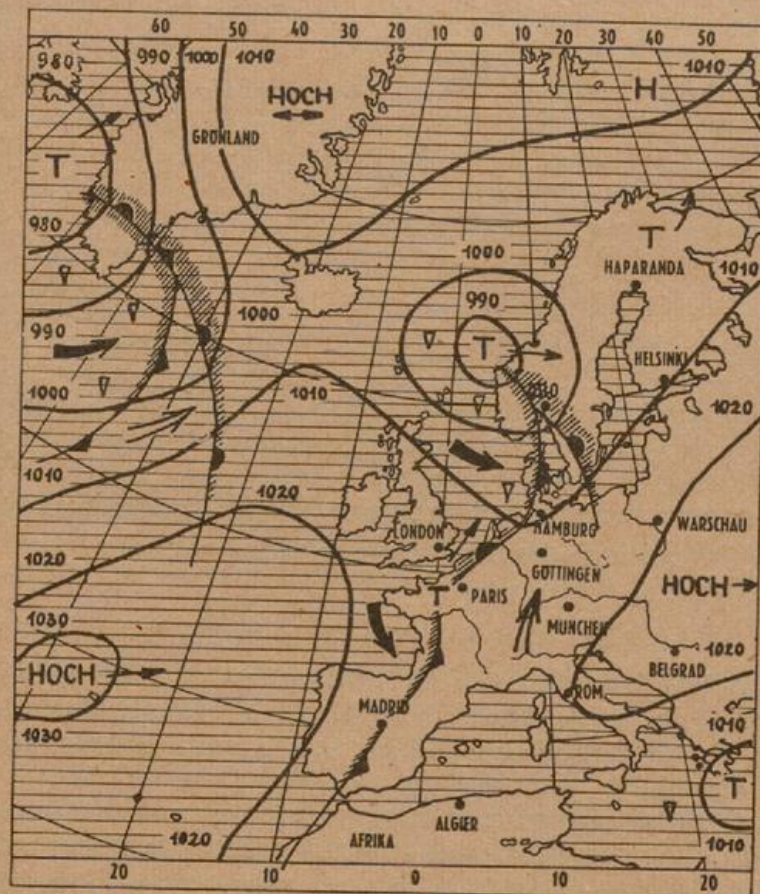 60 50 40 30 20 10 0 10 20 30 40 50
980 990 1000 1010 1010
HOCH H
GRÖNLAND
T
980 T
1000 HAPARANDA 1010
990
990 1000 T
HELSINKI
1000 1010
1020
1010 1020
LONDON HAMBURG WARSCHAU
1020 GÖTTINGEN
T PARIS HOCH
1030 MÜNCHEN
1020
HOCH BELGRAD
ROM
MADRID
1030 1010
T
1020 AFRIKA ALGIER 1010
20 10 0 10 20